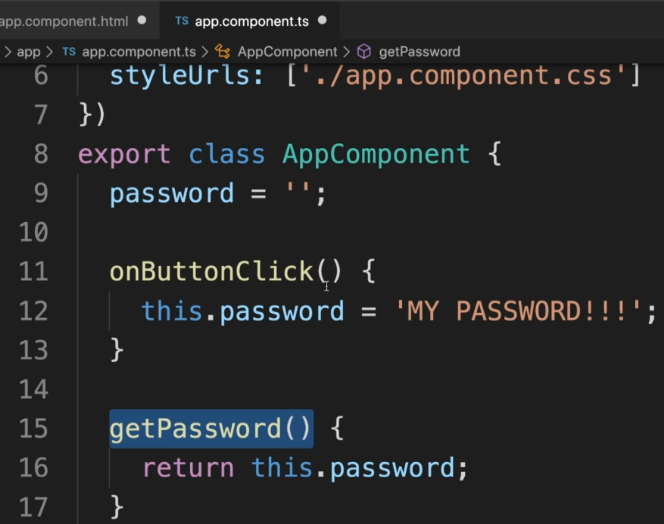 app.component.html ● TS app.component.ts ●
> app > TS app.component.ts > AppComponent > getPassword
6 styleUrls: ['./app.component.css']
7 })
8 export class AppComponent {
9 password = '';
10
11 onButtonClick() {
12 this.password = 'MY PASSWORD!!!';
13 }
14
15 getPassword() {
16 return this.password;
17 }